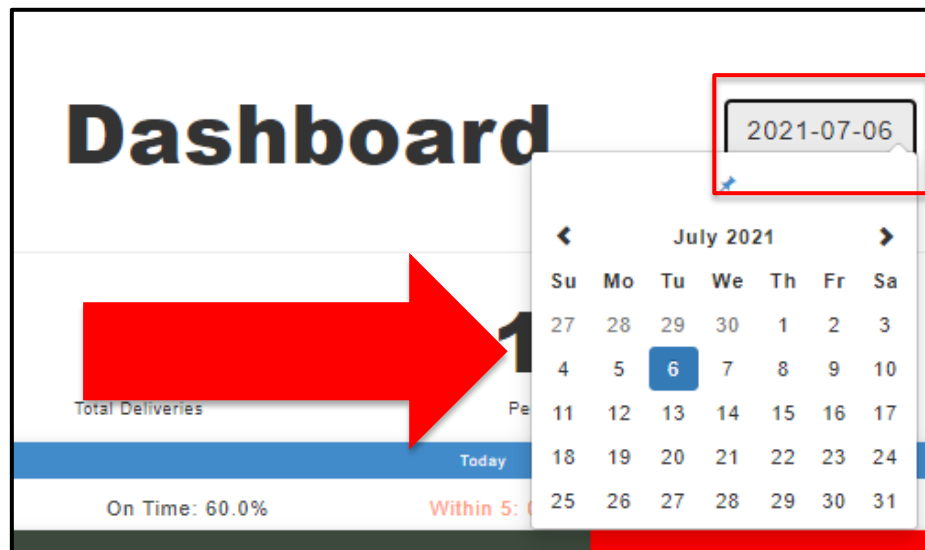 Dashboard
2021-07-06
July 2021
Su Mo Tu We Th Fr Sa
27 28 29 30 1 2 3
4 5 6 7 8 9 10
11 12 13 14 15 16 17
18 19 20 21 22 23 24
25 26 27 28 29 30 31
Total Deliveries
Today
On Time: 60.0%
Within 5: